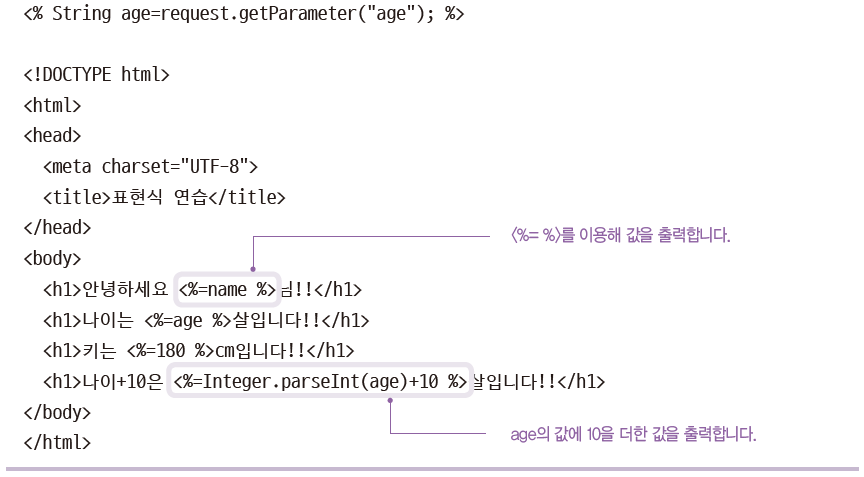 <% String age=request.getParameter("age"); %>
<!DOCTYPE html>
<html>
<head>
<meta charset="UTF-8">
<title>표현식 연습</title>
</head>
<%= %>를 이용해 값을 출력합니다.
<body>
<h1>안녕하세요 <%=name %>님!!</h1>
<h1>나이는 <%=age %>살입니다!!</h1>
<h1>키는 <%=180 %>cm입니다!!</h1>
<h1>나이+10은 <%=Integer.parseInt(age)+10 %>살입니다!!</h1>
</body>
age의 값에 10을 더한 값을 출력합니다.
</html>